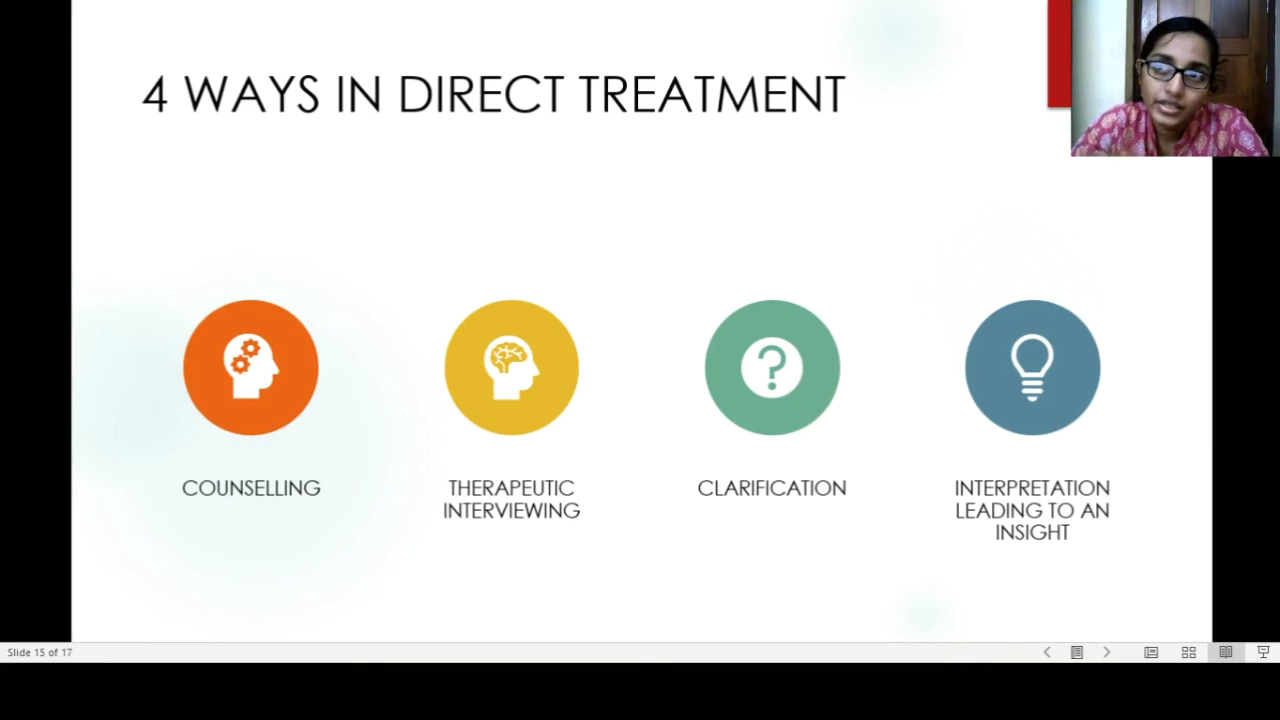 4 WAYS IN DIRECT TREATMENT
COUNSELLING
THERAPEUTIC
INTERVIEWING
CLARIFICATION
INTERPRETATION
LEADING TO AN
INSIGHT
Slide 15 of 17